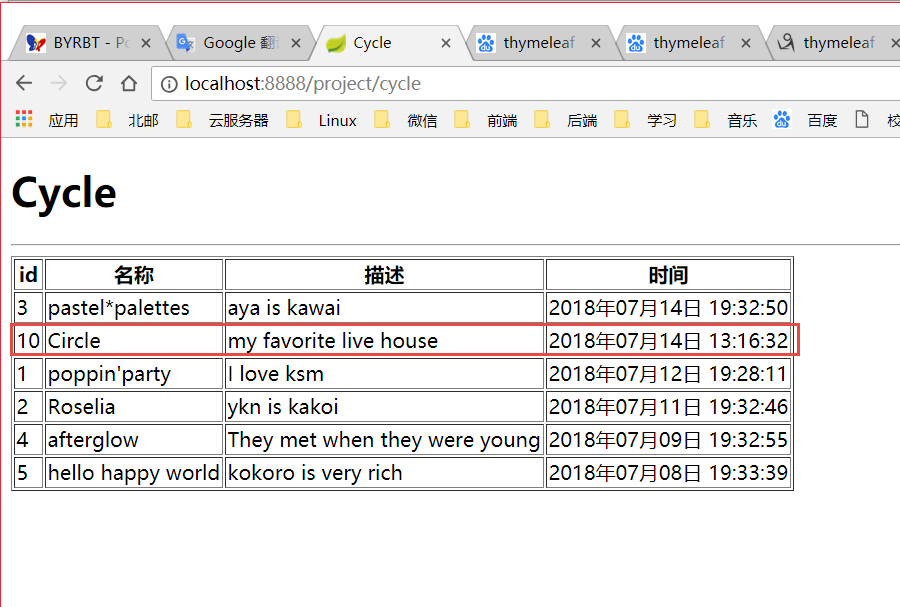 BYRBT - Pc Google 翻 Cycle thymeleaf thymeleaf thymeleaf
localhost:8888/project/cycle
应用 北邮 云服务器 Linux 微信 前端 后端 学习 音乐 百度
Cycle
id 名称 描述 时间
3 pastel*palettes aya is kawai 2018年07月14日 19:32:50
10 Circle my favorite live house 2018年07月14日 13:16:32
1 poppin'party I love ksm 2018年07月12日 19:28:11
2 Roselia ykn is kakoi 2018年07月11日 19:32:46
4 afterglow They met when they were young 2018年07月09日 19:32:55
5 hello happy world kokoro is very rich 2018年07月08日 19:33:39